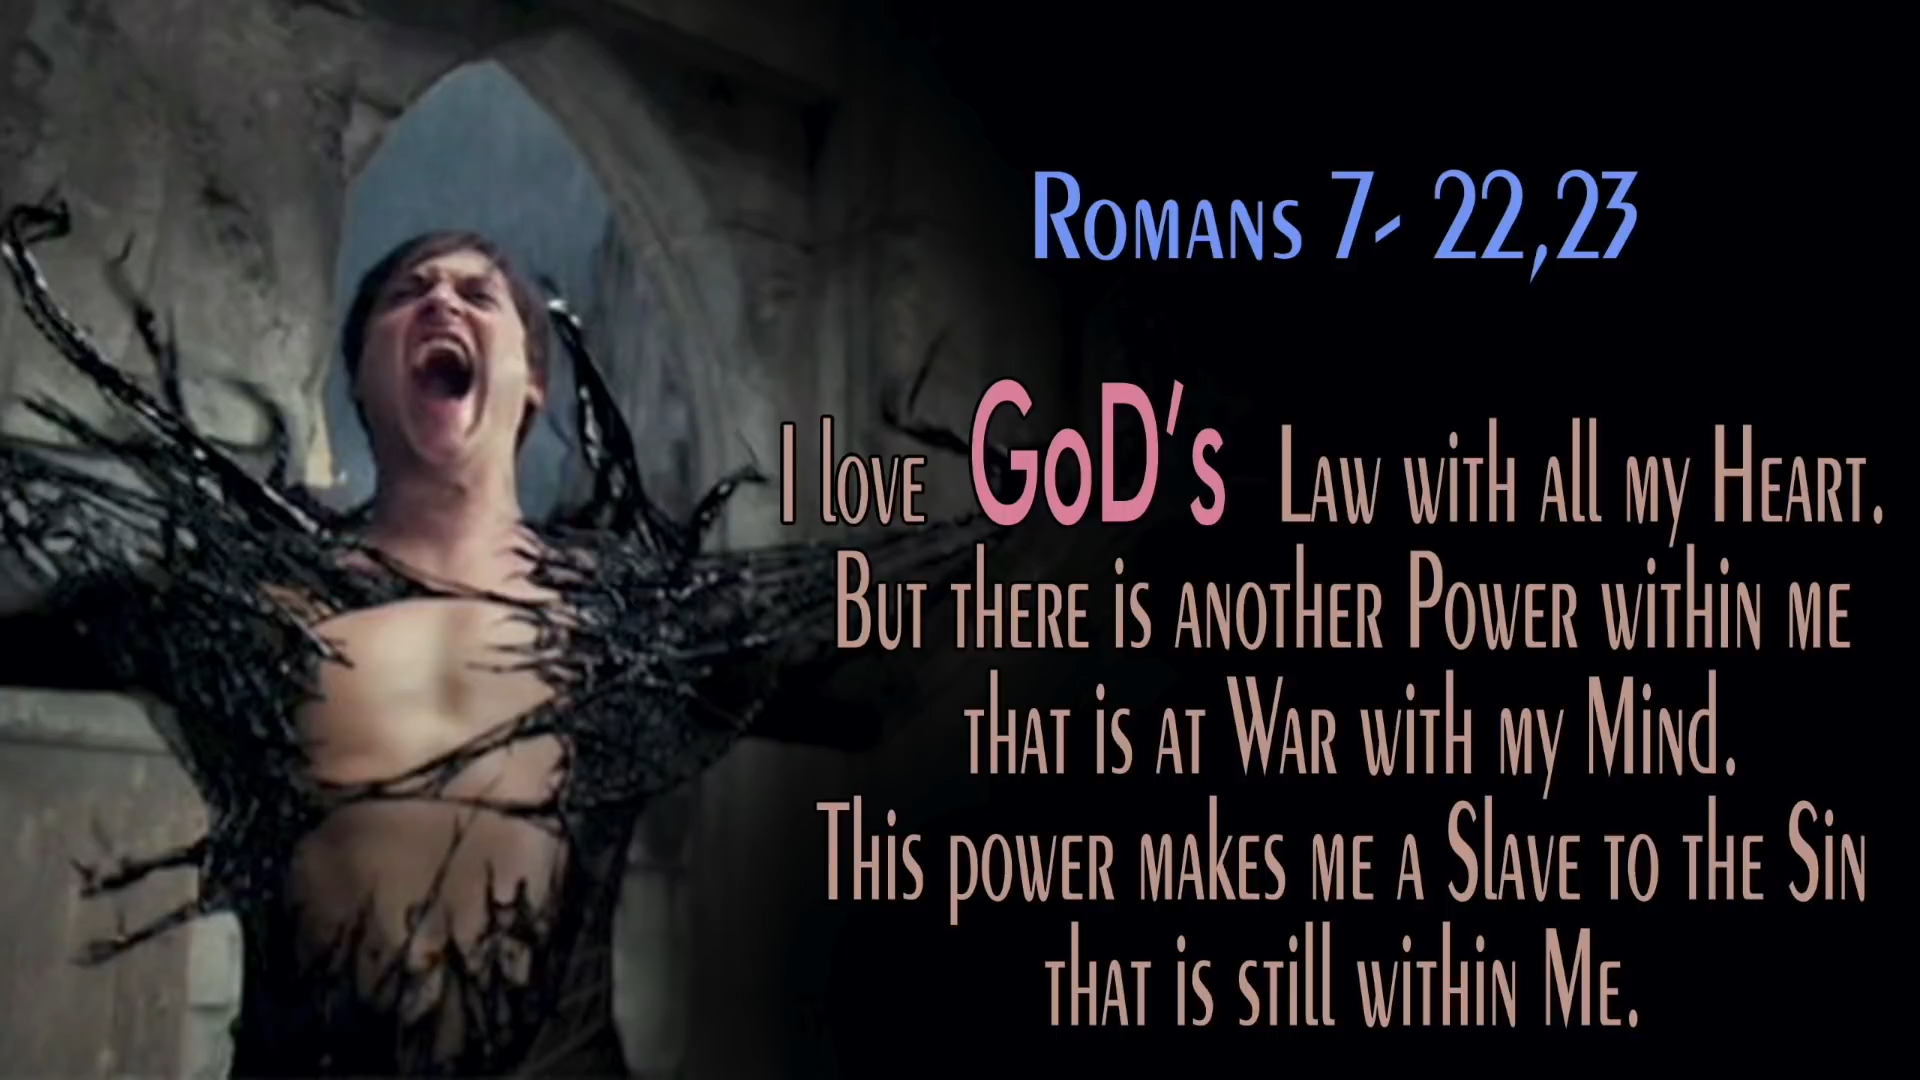 Romans 7- 22,23
I love GoD's Law with all my Heart.
But there is another Power within me
that is at War with my Mind.
This power makes me a Slave to the Sin
that is still within Me.